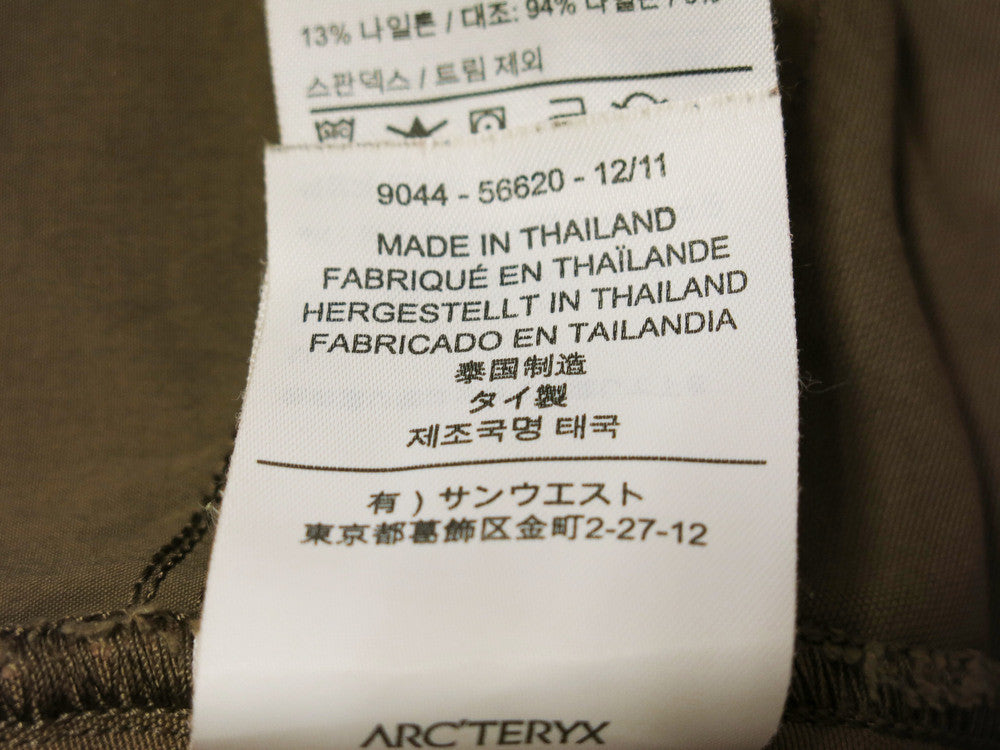 13% 나일론 / 대조: 94% 나일론 / 6%
스판덱스 / 트림 제외
9044 - 56620 - 12/11
MADE IN THAILAND
FABRIQUÉ EN THAÏLANDE
HERGESTELLT IN THAILAND
FABRICADO EN TAILANDIA
泰国制造
タイ製
제조국명 태국
有 ) サンウエスト
東京都葛飾区金町2-27-12
ARC'TERYX